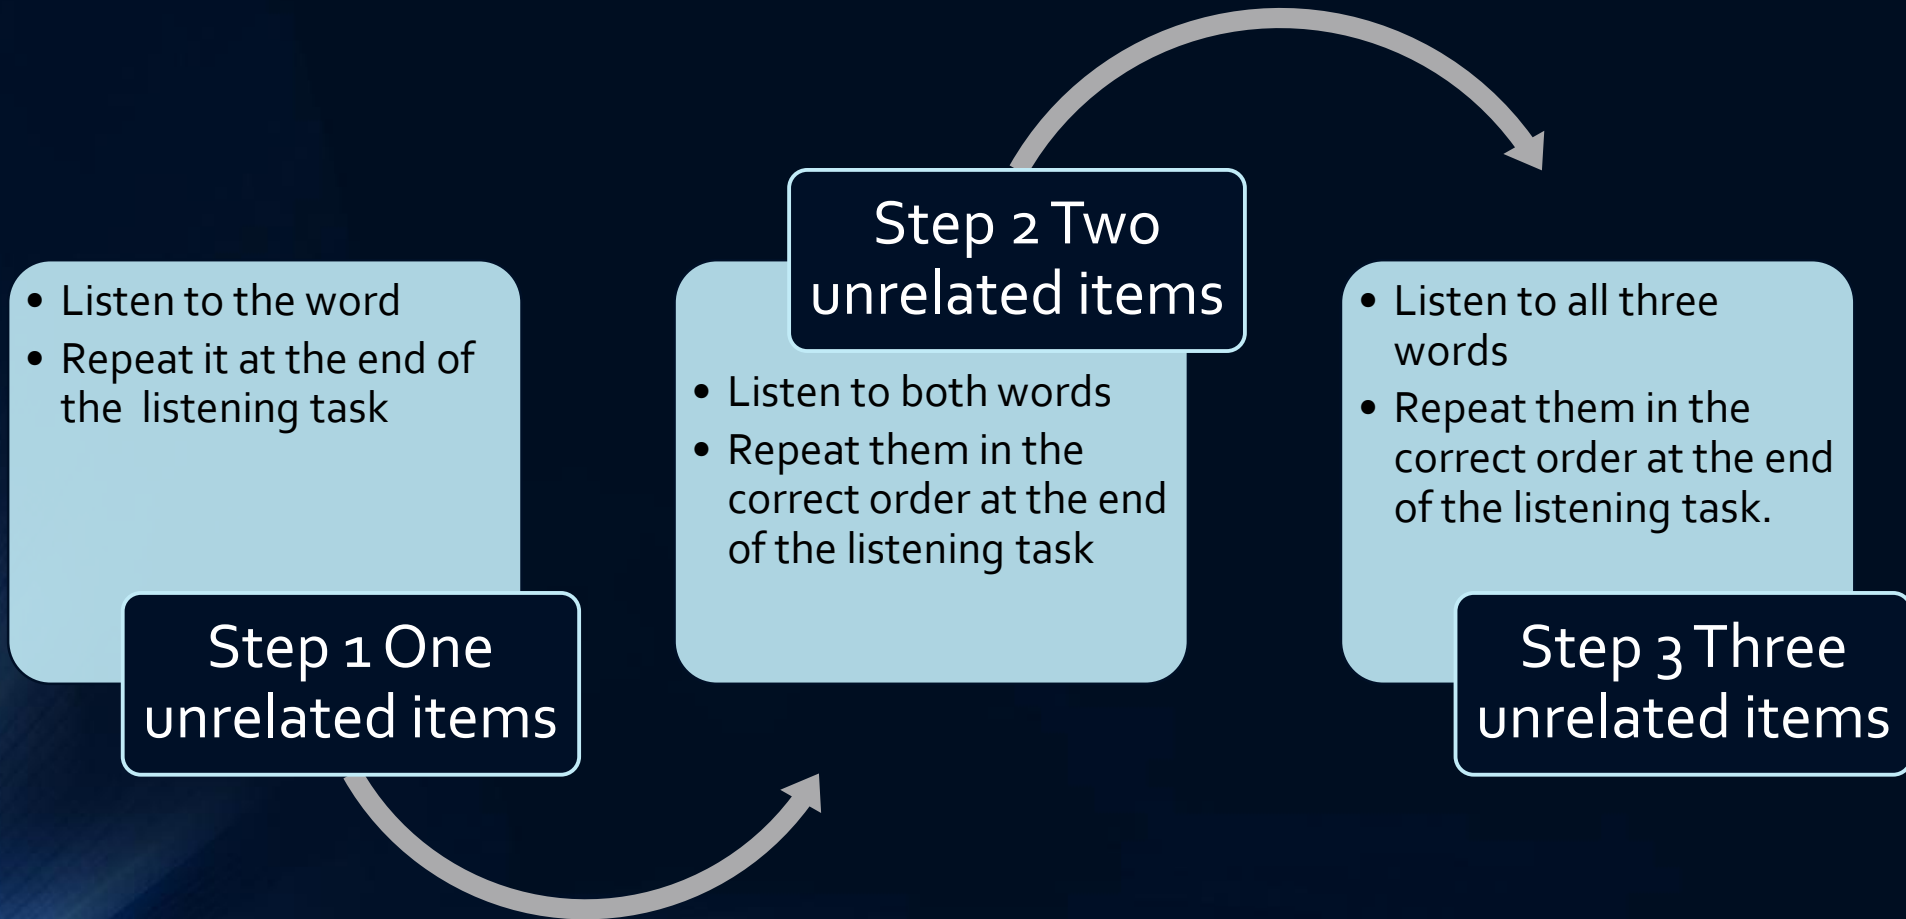 • Listen to the word
• Repeat it at the end of
the listening task
Step 1 One
unrelated items
Step 2 Two
unrelated items
• Listen to both words
• Repeat them in the
correct order at the end
of the listening task
• Listen to all three
words
• Repeat them in the
correct order at the end
of the listening task.
Step 3 Three
unrelated items